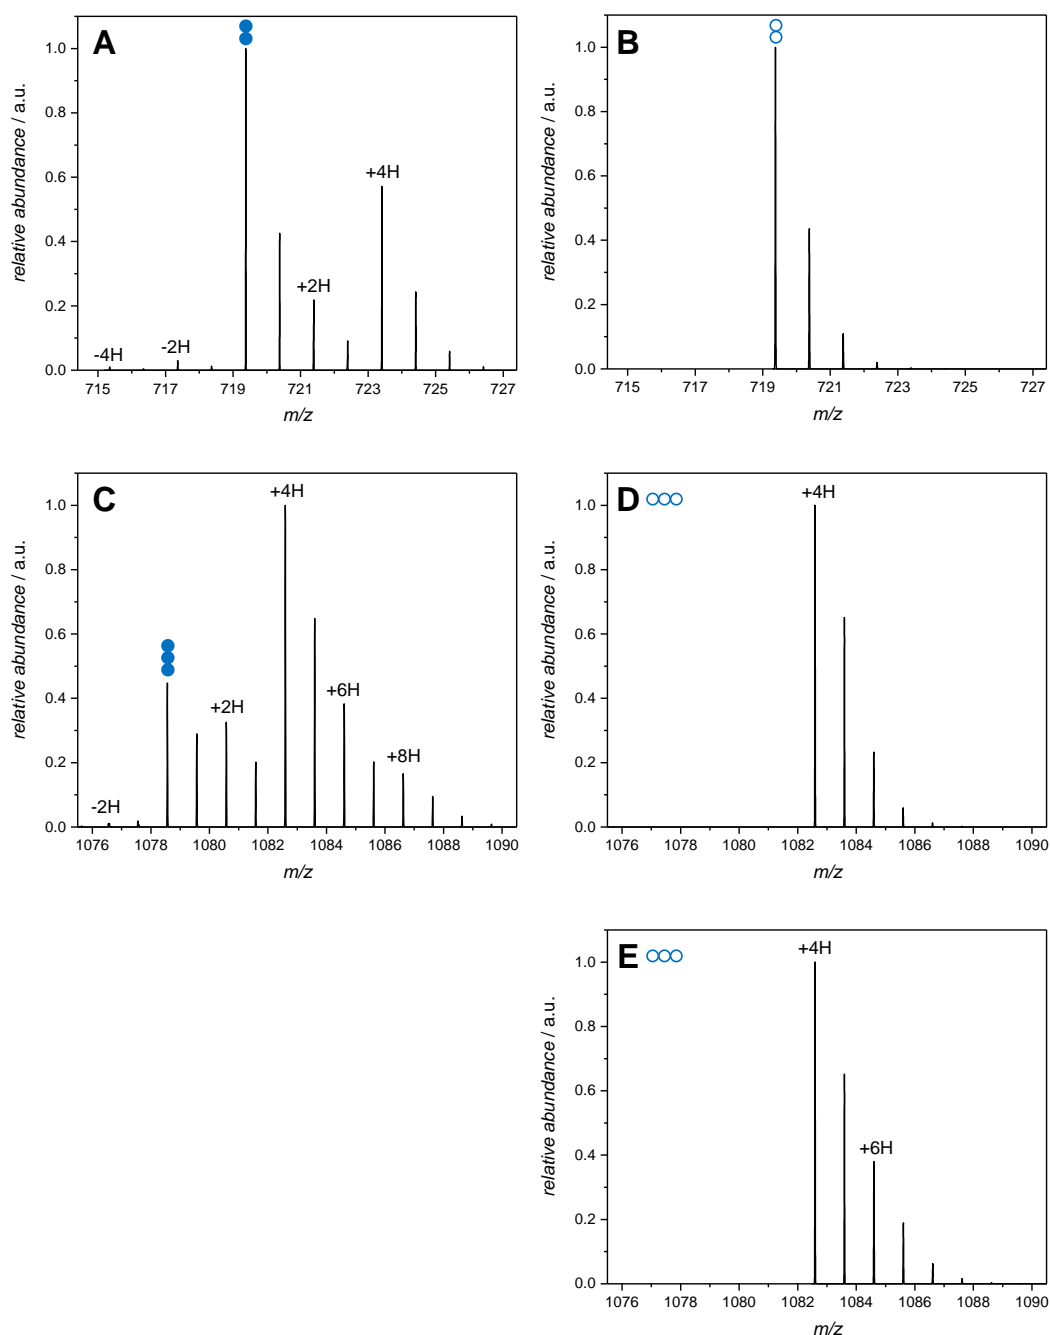 A
relative abundance / a.u.
1.0
0.8
0.6
0.4
0.2
0.0
-4H
-2H
+2H
+4H
715 717 719 721 723 725 727
m/z
B
relative abundance / a.u.
1.0
0.8
0.6
0.4
0.2
0.0
715 717 719 721 723 725 727
m/z
C
relative abundance / a.u.
1.0
0.8
0.6
0.4
0.2
0.0
-2H
+2H
+4H
+6H
+8H
1076 1078 1080 1082 1084 1086 1088 1090
m/z
D
relative abundance / a.u.
1.0
0.8
0.6
0.4
0.2
0.0
+4H
1076 1078 1080 1082 1084 1086 1088 1090
m/z
E
relative abundance / a.u.
1.0
0.8
0.6
0.4
0.2
0.0
+4H
+6H
1076 1078 1080 1082 1084 1086 1088 1090
m/z